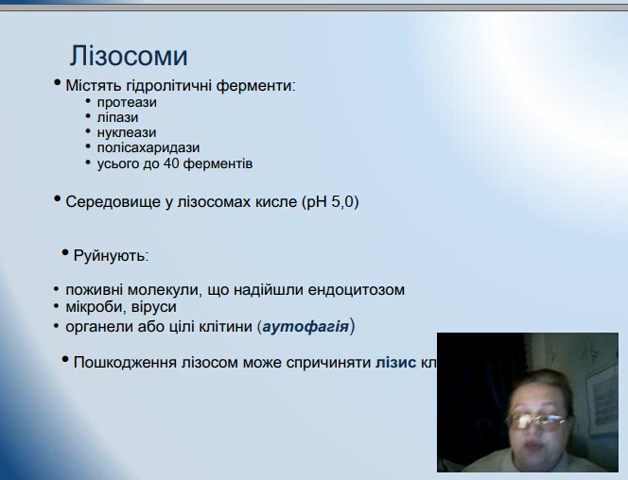 Лізосоми
• Містять гідролітичні ферменти:
• протеази
• ліпази
• нуклеази
• полісахаридази
• усього до 40 ферментів
• Середовище у лізосомах кисле (рН 5,0)
• Руйнують:
• поживні молекули, що надійшли ендоцитозом
• мікроби, віруси
• органели або цілі клітини (аутофагія)
• Пошкодження лізосом може спричиняти лізис кл